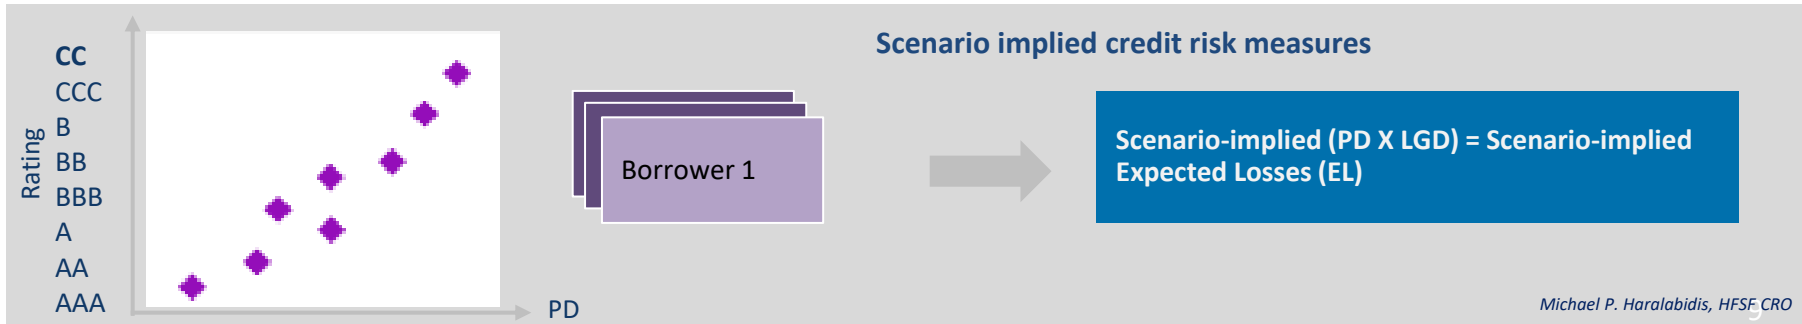 Scenario implied credit risk measures
CC
CCC
B
BB
BBB
A
AA
AAA
Rating
PD
Borrower 1
Scenario-implied (PD X LGD) = Scenario-implied
Expected Losses (EL)
Michael P. Haralabidis, HFSF CRO
9